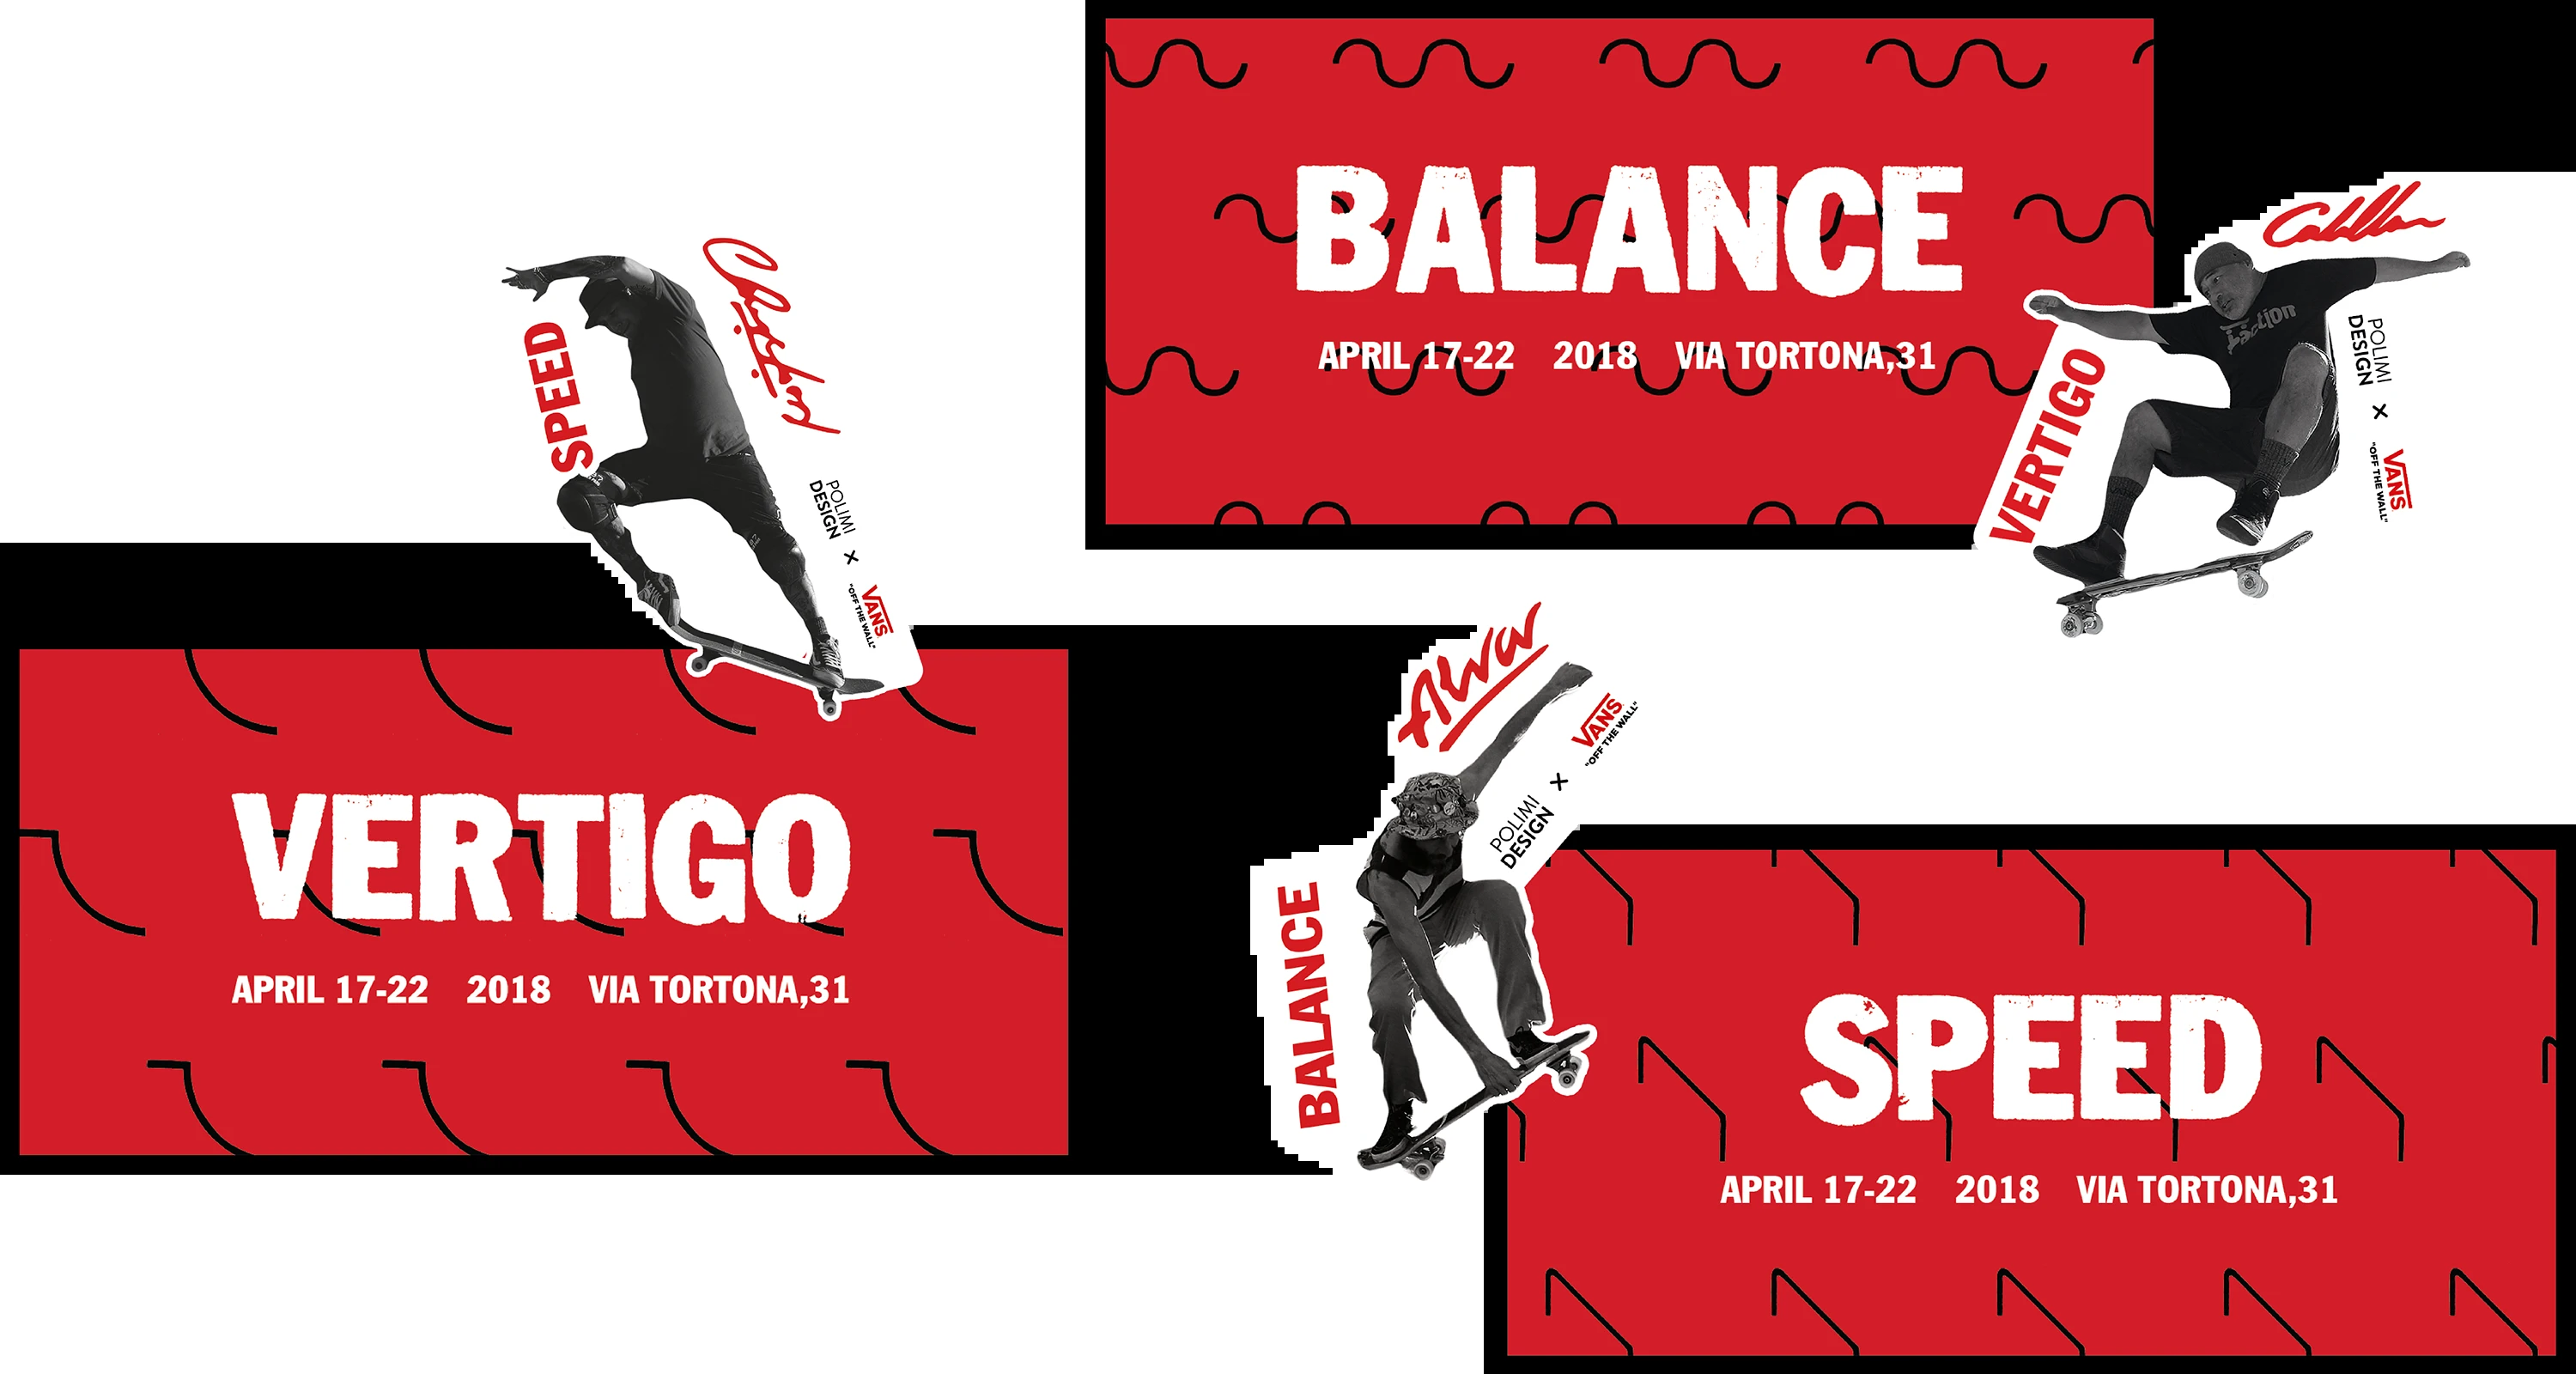 BALANCE
APRIL 17-22 2018 VIA TORTONA,31
Caballero
VERTIGO
POLIMI
DESIGN
X
VANS
"OFF THE WALL"
SPEED
Christian
POLIMI
DESIGN
X
VANS
"OFF THE WALL"
VERTIGO
APRIL 17-22 2018 VIA TORTONA,31
Alva
VANS
"OFF THE WALL"
X
POLIMI
DESIGN
BALANCE
SPEED
APRIL 17-22 2018 VIA TORTONA,31